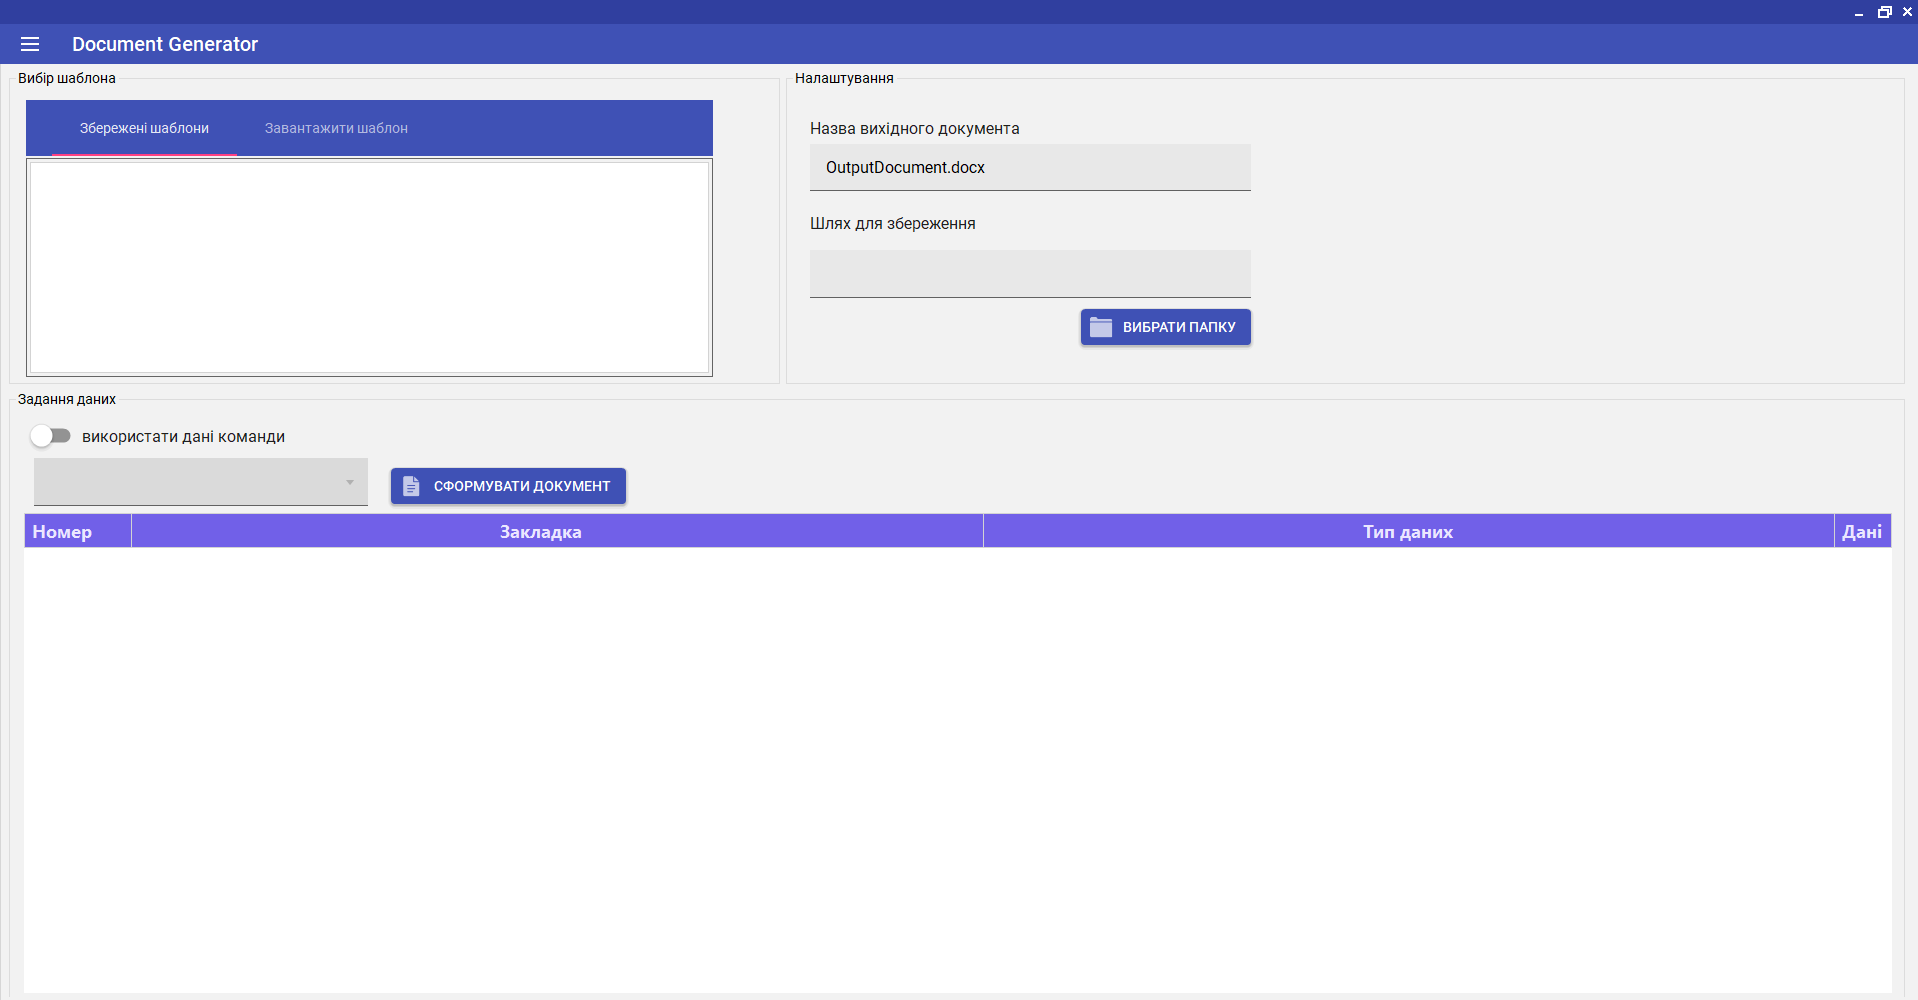 Document Generator
Вибір шаблона
Збережені шаблони
Завантажити шаблон
Налаштування
Назва вихідного документа
OutputDocument.docx
Шлях для збереження
ВИБРАТИ ПАПКУ
Задання даних
використати дані команди
СФОРМУВАТИ ДОКУМЕНТ
Номер Закладка Тип даних Дані